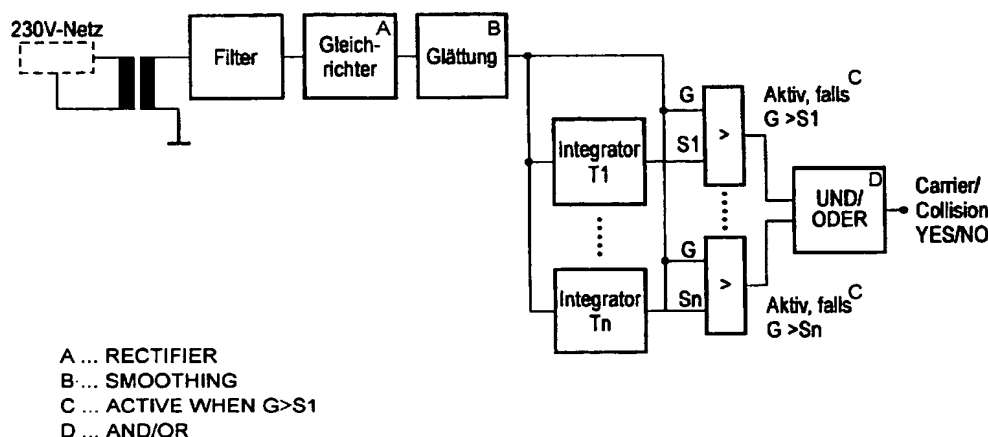 230V-Netz
Filter
A
Gleich-
richter
B
Glättung
G
S1
>
C
Aktiv, falls
G >S1
Integrator
T1
D
UND/
ODER
Carrier/
Collision
YES/NO
G
Sn
>
C
Aktiv, falls
G >Sn
Integrator
Tn
A ... RECTIFIER
B ... SMOOTHING
C ... ACTIVE WHEN G>S1
D ... AND/OR